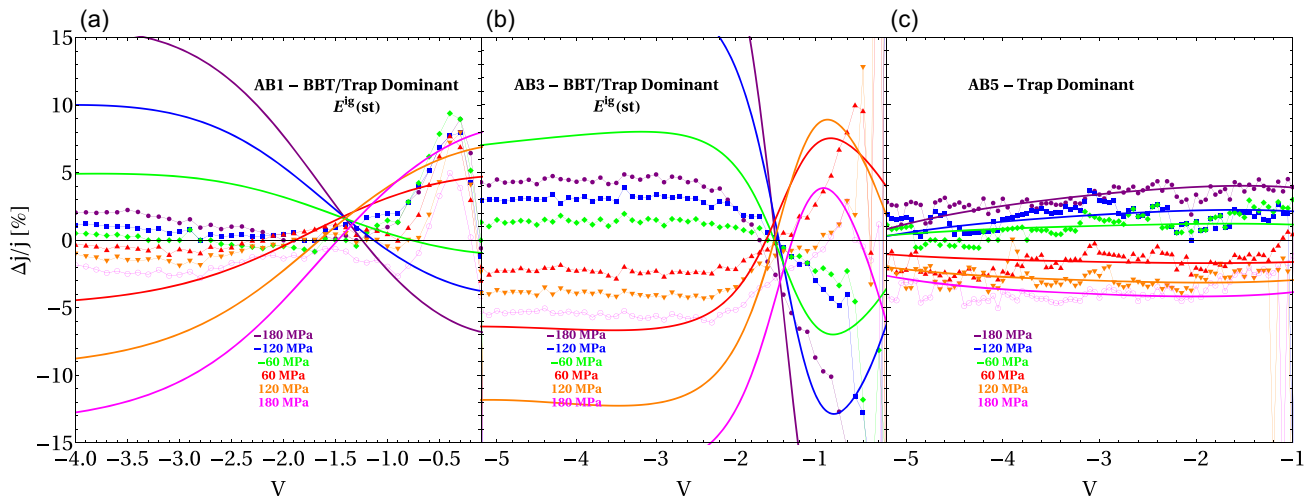 (a)
(b)
(c)
AB1 – BBT/Trap Dominant
E^ig(st)
AB3 – BBT/Trap Dominant
E^ig(st)
AB5 – Trap Dominant
Δj/j [%]
15
10
5
0
−5
−10
−15
−180 MPa
−120 MPa
−60 MPa
60 MPa
120 MPa
180 MPa
−180 MPa
−120 MPa
−60 MPa
60 MPa
120 MPa
180 MPa
−180 MPa
−120 MPa
−60 MPa
60 MPa
120 MPa
180 MPa
−4.0 −3.5 −3.0 −2.5 −2.0 −1.5 −1.0 −0.5
−5 −4 −3 −2 −1
−5 −4 −3 −2 −1
V
V
V